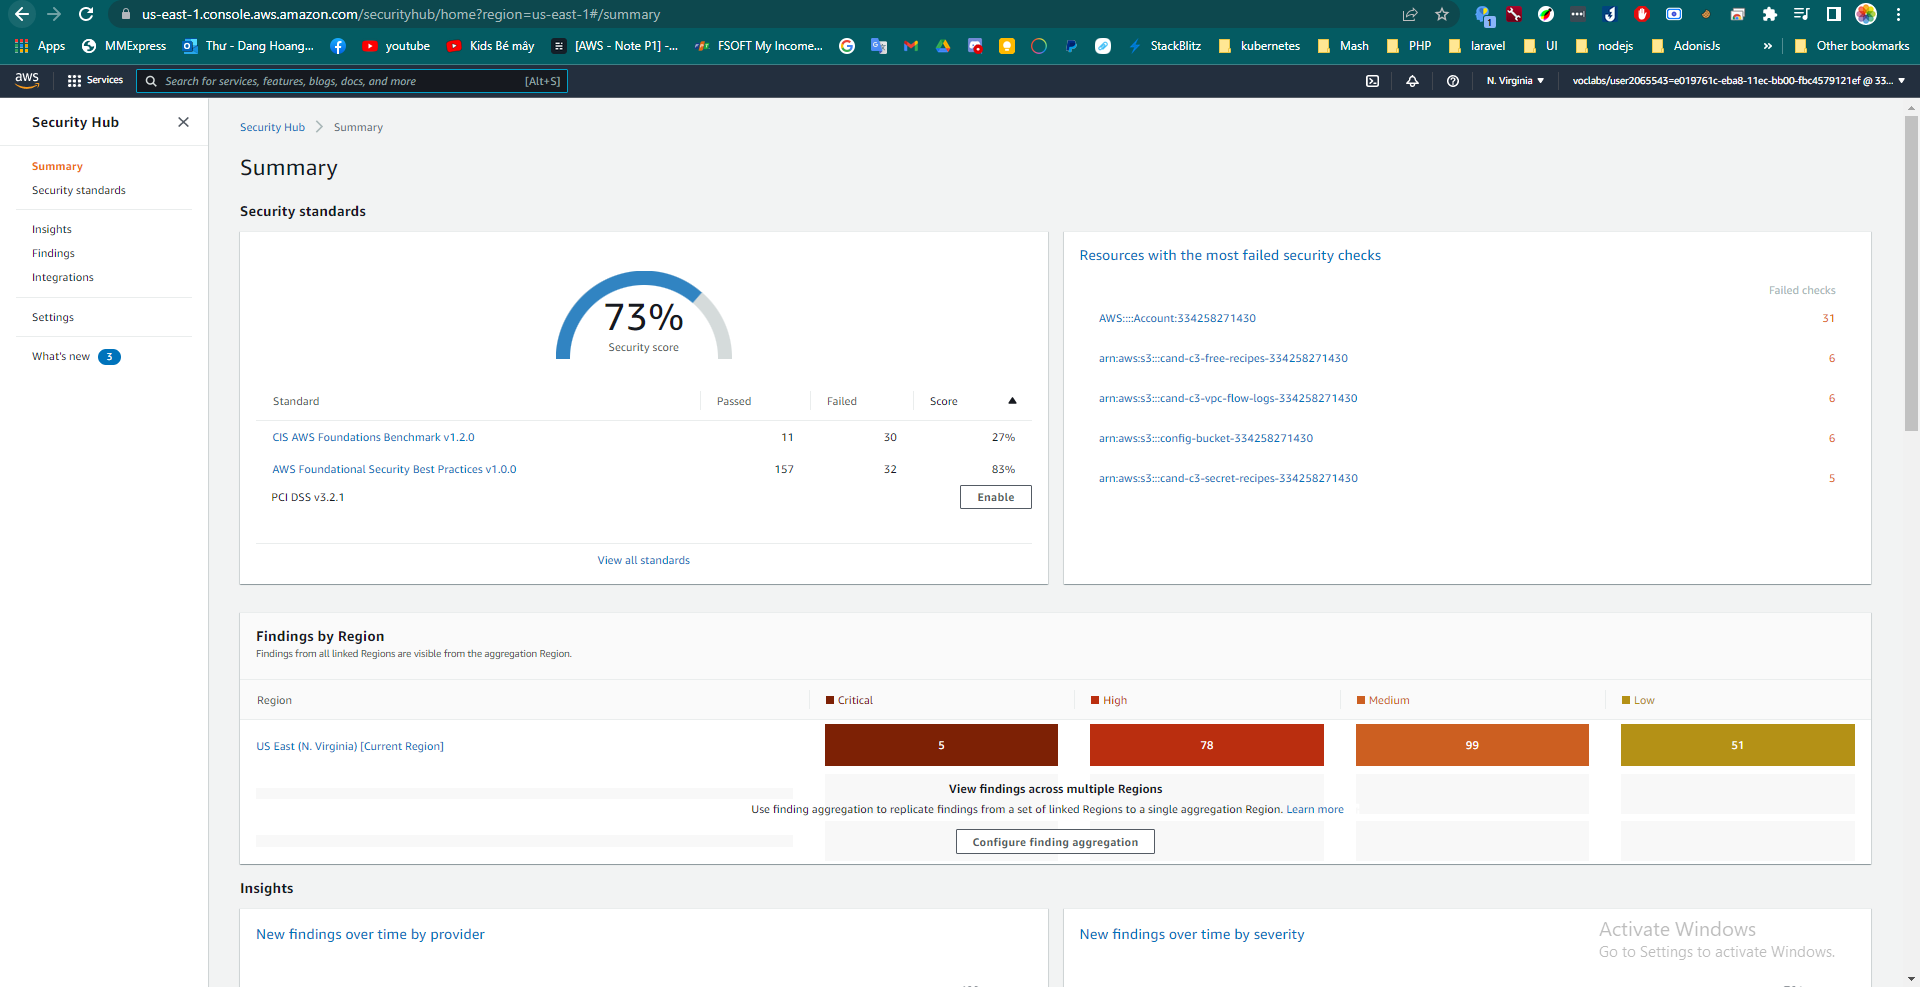 us-east-1.console.aws.amazon.com/securityhub/home?region=us-east-1#/summary
1
Apps MMExpress Thư - Dang Hoang... youtube Kids Bé mây [AWS - Note P1] -... FSOFT My Income... StackBlitz kubernetes Mash PHP laravel UI nodejs AdonisJs » Other bookmarks
aws Services Search for services, features, blogs, docs, and more [Alt+S] N. Virginia voclabs/user2065543=e019761c-eba8-11ec-bb00-fbc4579121ef @ 33...
Security Hub
Summary
Security standards
Insights
Findings
Integrations
Settings
What's new 3
Security Hub Summary
Summary
Security standards
73%
Security score
Standard Passed Failed Score
CIS AWS Foundations Benchmark v1.2.0 11 30 27%
AWS Foundational Security Best Practices v1.0.0 157 32 83%
PCI DSS v3.2.1 Enable
View all standards
Resources with the most failed security checks
Failed checks
AWS::::Account:334258271430 31
arn:aws:s3:::cand-c3-free-recipes-334258271430 6
arn:aws:s3:::cand-c3-vpc-flow-logs-334258271430 6
arn:aws:s3:::config-bucket-334258271430 6
arn:aws:s3:::cand-c3-secret-recipes-334258271430 5
Findings by Region
Findings from all linked Regions are visible from the aggregation Region.
Region Critical High Medium Low
US East (N. Virginia) [Current Region] 5 78 99 51
View findings across multiple Regions
Use finding aggregation to replicate findings from a set of linked Regions to a single aggregation Region. Learn more
Configure finding aggregation
Insights
New findings over time by provider
New findings over time by severity
Activate Windows
Go to Settings to activate Windows.